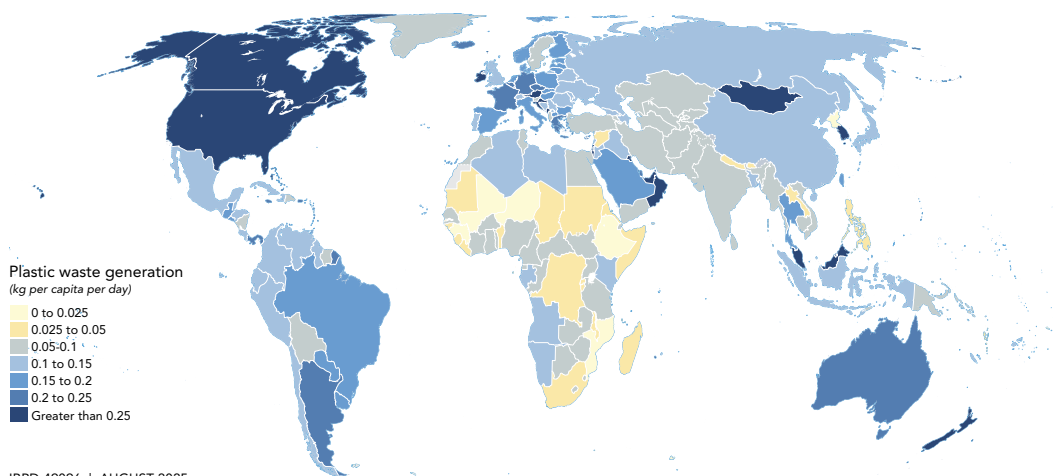 Plastic waste generation
(kg per capita per day)
0 to 0.025
0.025 to 0.05
0.05-0.1
0.1 to 0.15
0.15 to 0.2
0.2 to 0.25
Greater than 0.25
AUGUST 2025